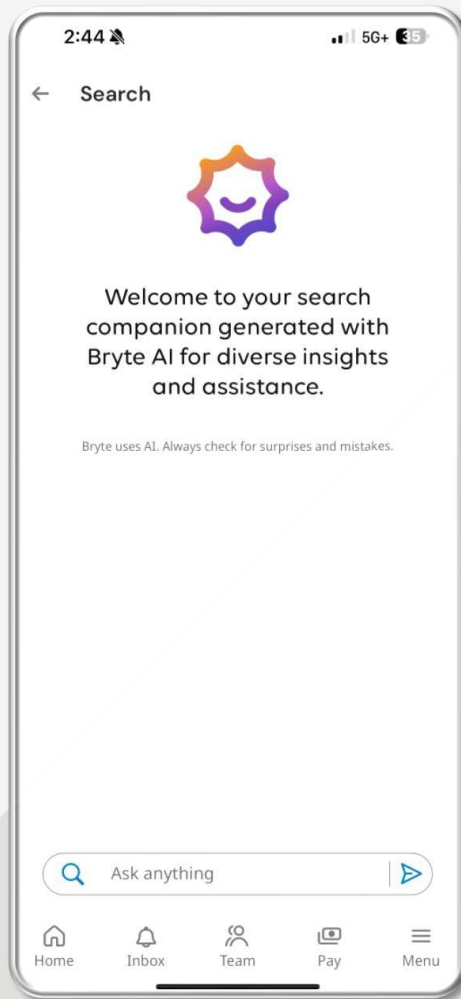 2:44
5G+ 35
Search
Welcome to your search
companion generated with
Bryte AI for diverse insights
and assistance.
Bryte uses AI. Always check for surprises and mistakes.
Ask anything
Home Inbox Team Pay Menu